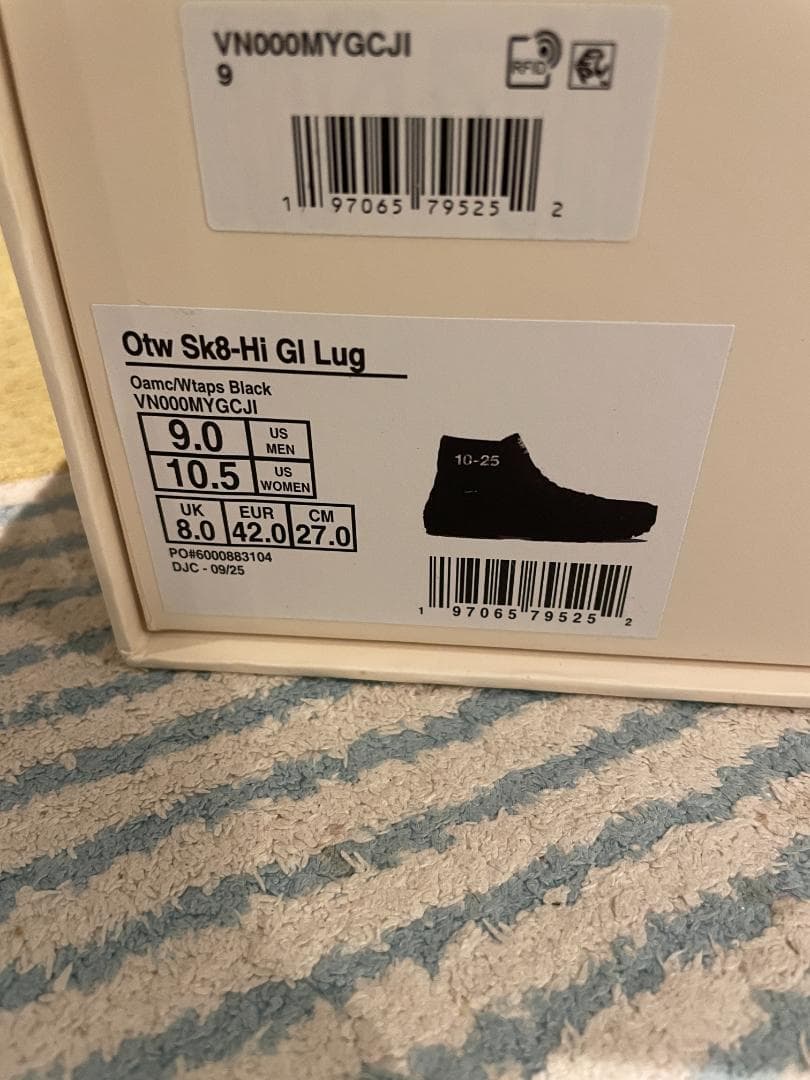 VN000MYGCJI
9
RFID
1 97065 79525 2
Otw Sk8-Hi GI Lug
Oamc/Wtaps Black
VN000MYGCJI
9.0 US MEN
10.5 US WOMEN
UK EUR CM
8.0 42.0 27.0
PO#6000883104
DJC - 09/25
10-25
1 97065 79525 2